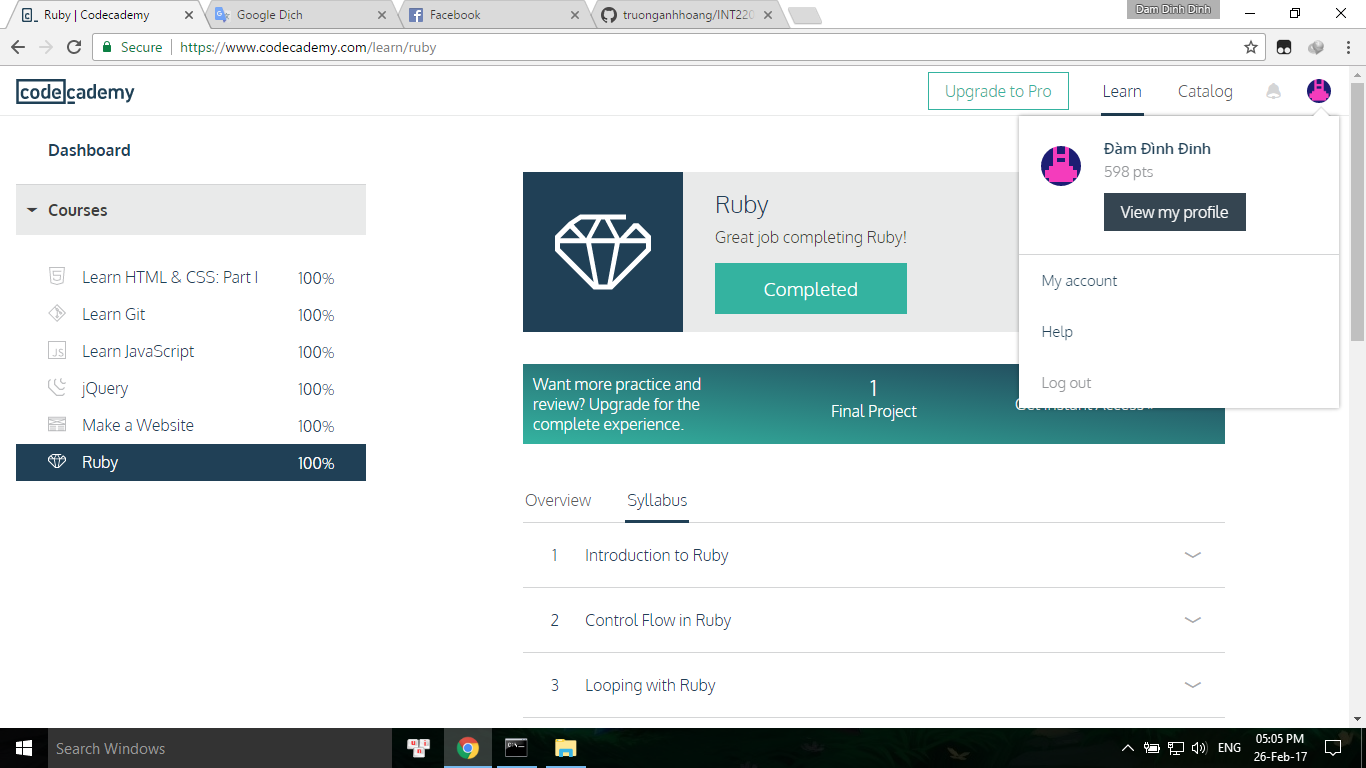 Ruby | Codecademy
Google Dịch
Facebook
truonganhhoang/INT220
Dam Dinh Dinh
Secure
https://www.codecademy.com/learn/ruby
codecademy
Upgrade to Pro
Learn
Catalog
Dashboard
Courses
Learn HTML & CSS: Part I 100%
Learn Git 100%
Learn JavaScript 100%
jQuery 100%
Make a Website 100%
Ruby 100%
Ruby
Great job completing Ruby!
Completed
Đàm Đình Đinh
598 pts
View my profile
My account
Help
Log out
Want more practice and
review? Upgrade for the
complete experience.
1
Final Project
Get Instant Access »
Overview
Syllabus
1 Introduction to Ruby
2 Control Flow in Ruby
3 Looping with Ruby
Search Windows
ENG
05:05 PM
26-Feb-17